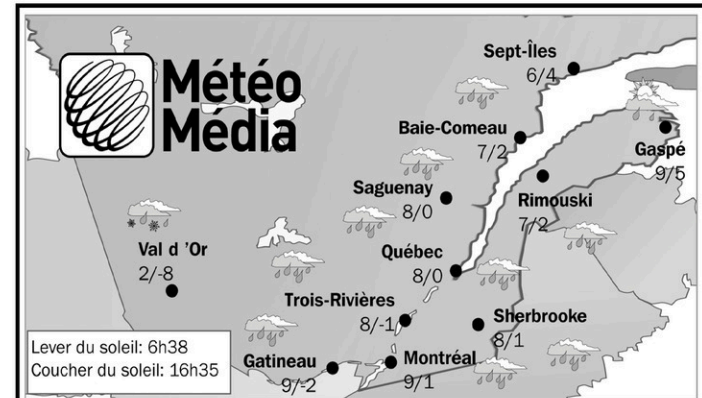 Météo
Média
Sept-Îles
6/4
Baie-Comeau
7/2
Gaspé
9/5
Saguenay
8/0
Rimouski
7/2
Val d 'Or
2/-8
Québec
8/0
Trois-Rivières
8/-1
Sherbrooke
8/1
Gatineau
9/-2
Montréal
9/1
Lever du soleil: 6h38
Coucher du soleil: 16h35